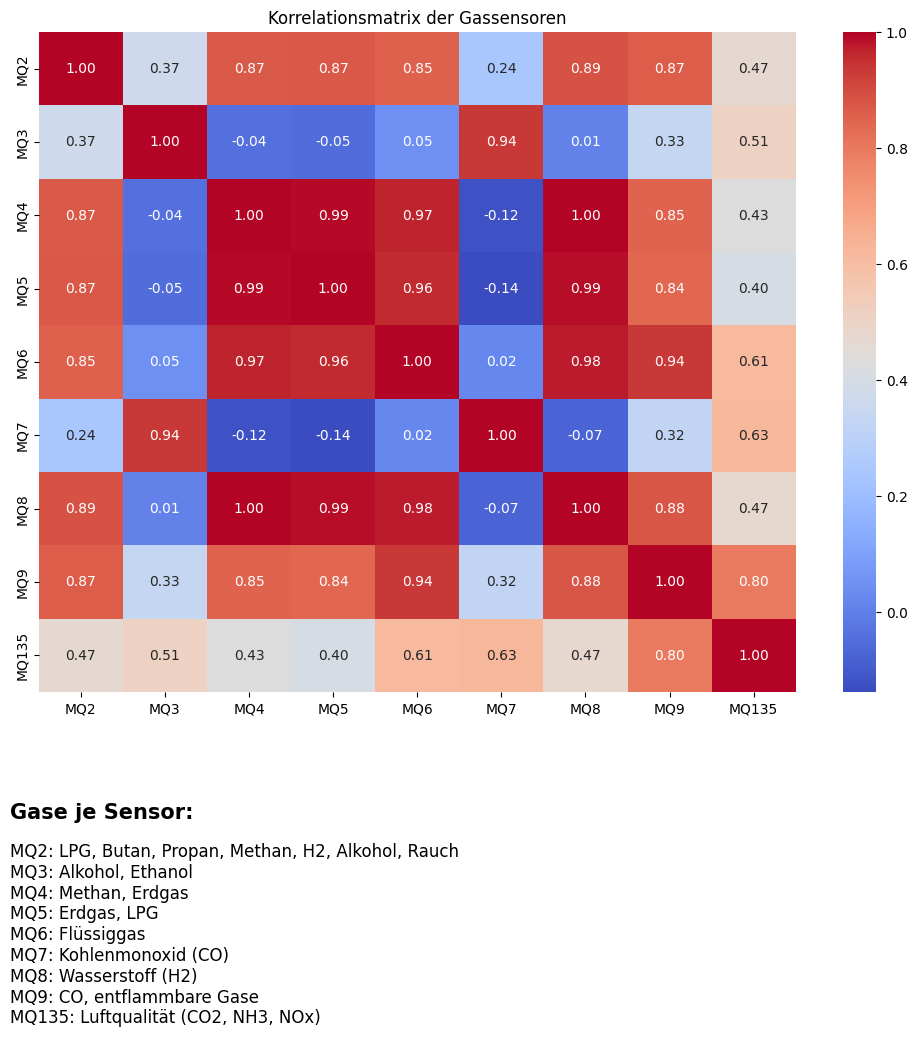 Korrelationsmatrix der Gassensoren
MQ2 1.00 0.37 0.87 0.87 0.85 0.24 0.89 0.87 0.47
MQ3 0.37 1.00 -0.04 -0.05 0.05 0.94 0.01 0.33 0.51
MQ4 0.87 -0.04 1.00 0.99 0.97 -0.12 1.00 0.85 0.43
MQ5 0.87 -0.05 0.99 1.00 0.96 -0.14 0.99 0.84 0.40
MQ6 0.85 0.05 0.97 0.96 1.00 0.02 0.98 0.94 0.61
MQ7 0.24 0.94 -0.12 -0.14 0.02 1.00 -0.07 0.32 0.63
MQ8 0.89 0.01 1.00 0.99 0.98 -0.07 1.00 0.88 0.47
MQ9 0.87 0.33 0.85 0.84 0.94 0.32 0.88 1.00 0.80
MQ135 0.47 0.51 0.43 0.40 0.61 0.63 0.47 0.80 1.00
MQ2 MQ3 MQ4 MQ5 MQ6 MQ7 MQ8 MQ9 MQ135
1.0
0.8
0.6
0.4
0.2
0.0
Gase je Sensor:
MQ2: LPG, Butan, Propan, Methan, H2, Alkohol, Rauch
MQ3: Alkohol, Ethanol
MQ4: Methan, Erdgas
MQ5: Erdgas, LPG
MQ6: Flüssiggas
MQ7: Kohlenmonoxid (CO)
MQ8: Wasserstoff (H2)
MQ9: CO, entflammbare Gase
MQ135: Luftqualität (CO2, NH3, NOx)